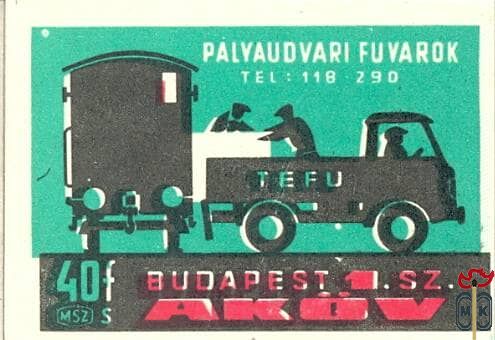 PÁLYAUDVARI FUVAROK
TEL: 118-290
TEFU
BUDAPEST 1.SZ.
AKÖV
40f
MSZ S
MK